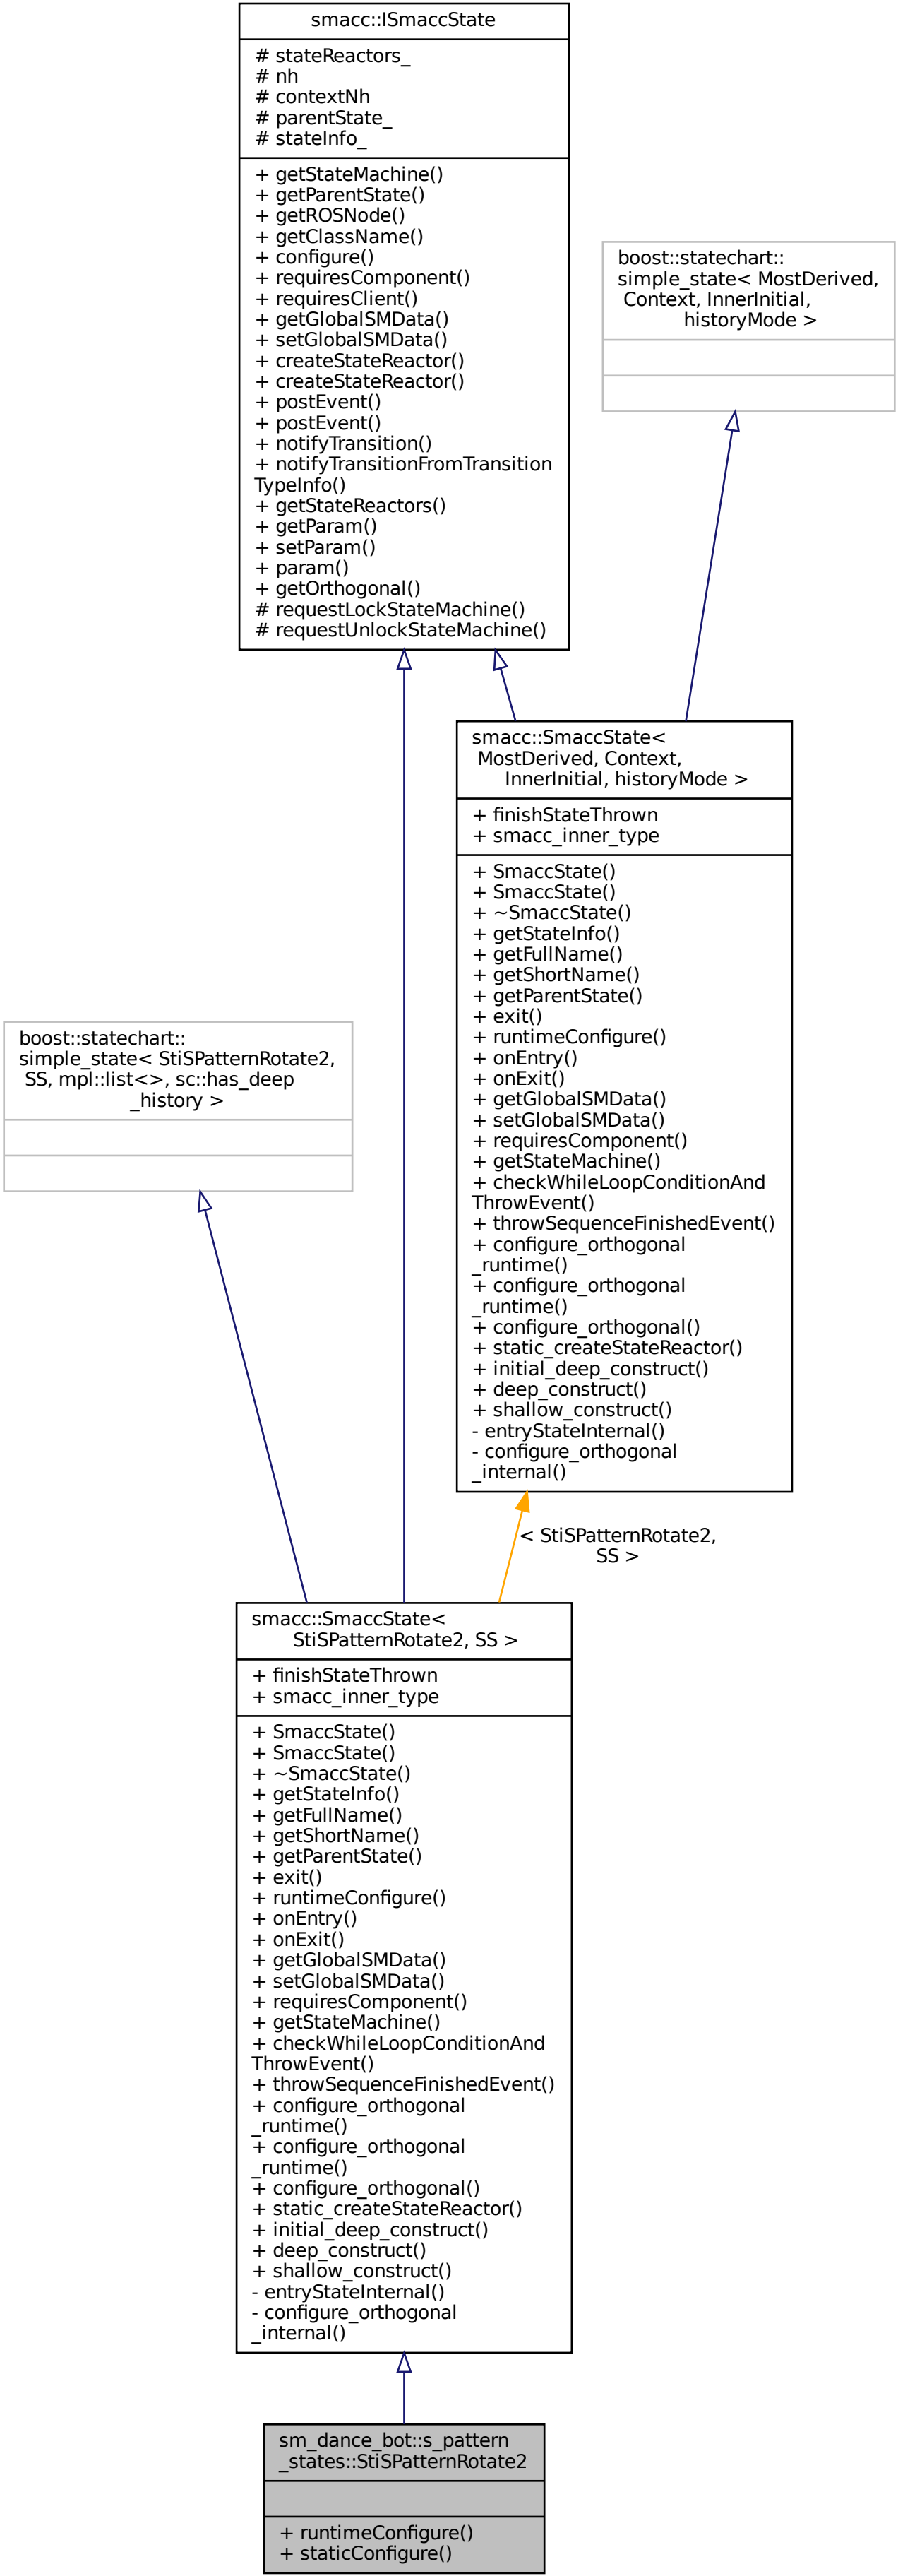 smacc::ISmaccState
# stateReactors_
# nh
# contextNh
# parentState_
# stateInfo_
+ getStateMachine()
+ getParentState()
+ getROSNode()
+ getClassName()
+ configure()
+ requiresComponent()
+ requiresClient()
+ getGlobalSMData()
+ setGlobalSMData()
+ createStateReactor()
+ createStateReactor()
+ postEvent()
+ postEvent()
+ notifyTransition()
+ notifyTransitionFromTransition
TypeInfo()
+ getStateReactors()
+ getParam()
+ setParam()
+ param()
+ getOrthogonal()
# requestLockStateMachine()
# requestUnlockStateMachine()
boost::statechart::
simple_state< MostDerived,
Context, InnerInitial,
historyMode >
smacc::SmaccState<
MostDerived, Context,
InnerInitial, historyMode >
+ finishStateThrown
+ smacc_inner_type
+ SmaccState()
+ SmaccState()
+ ~SmaccState()
+ getStateInfo()
+ getFullName()
+ getShortName()
+ getParentState()
+ exit()
+ runtimeConfigure()
+ onEntry()
+ onExit()
+ getGlobalSMData()
+ setGlobalSMData()
+ requiresComponent()
+ getStateMachine()
+ checkWhileLoopConditionAnd
ThrowEvent()
+ throwSequenceFinishedEvent()
+ configure_orthogonal
_runtime()
+ configure_orthogonal
_runtime()
+ configure_orthogonal()
+ static_createStateReactor()
+ initial_deep_construct()
+ deep_construct()
+ shallow_construct()
- entryStateInternal()
- configure_orthogonal
_internal()
boost::statechart::
simple_state< StiSPatternRotate2,
SS, mpl::list<>, sc::has_deep
_history >
< StiSPatternRotate2,
SS >
smacc::SmaccState<
StiSPatternRotate2, SS >
+ finishStateThrown
+ smacc_inner_type
+ SmaccState()
+ SmaccState()
+ ~SmaccState()
+ getStateInfo()
+ getFullName()
+ getShortName()
+ getParentState()
+ exit()
+ runtimeConfigure()
+ onEntry()
+ onExit()
+ getGlobalSMData()
+ setGlobalSMData()
+ requiresComponent()
+ getStateMachine()
+ checkWhileLoopConditionAnd
ThrowEvent()
+ throwSequenceFinishedEvent()
+ configure_orthogonal
_runtime()
+ configure_orthogonal
_runtime()
+ configure_orthogonal()
+ static_createStateReactor()
+ initial_deep_construct()
+ deep_construct()
+ shallow_construct()
- entryStateInternal()
- configure_orthogonal
_internal()
sm_dance_bot::s_pattern
_states::StiSPatternRotate2
+ runtimeConfigure()
+ staticConfigure()